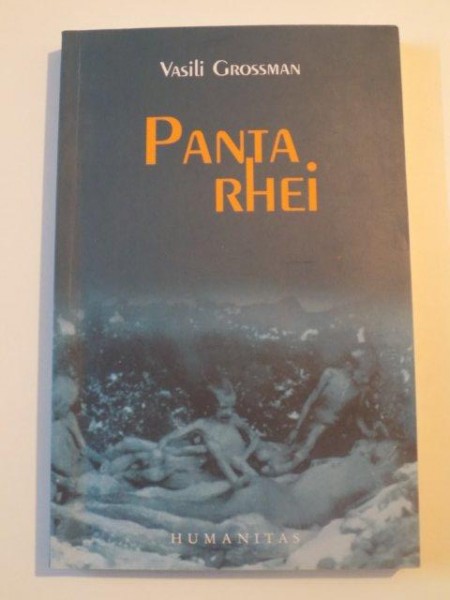 Vasili Grossman
Panta
rhei
HUMANITAS